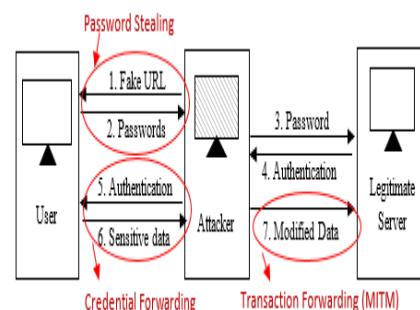 Password Stealing
1. Fake URL
2. Passwords
3. Password
4. Authentication
5. Authentication
6. Sensitive data
7. Modified Data
User
Attacker
Legitimate
Server
Credential Forwarding
Transaction Forwarding (MITM)